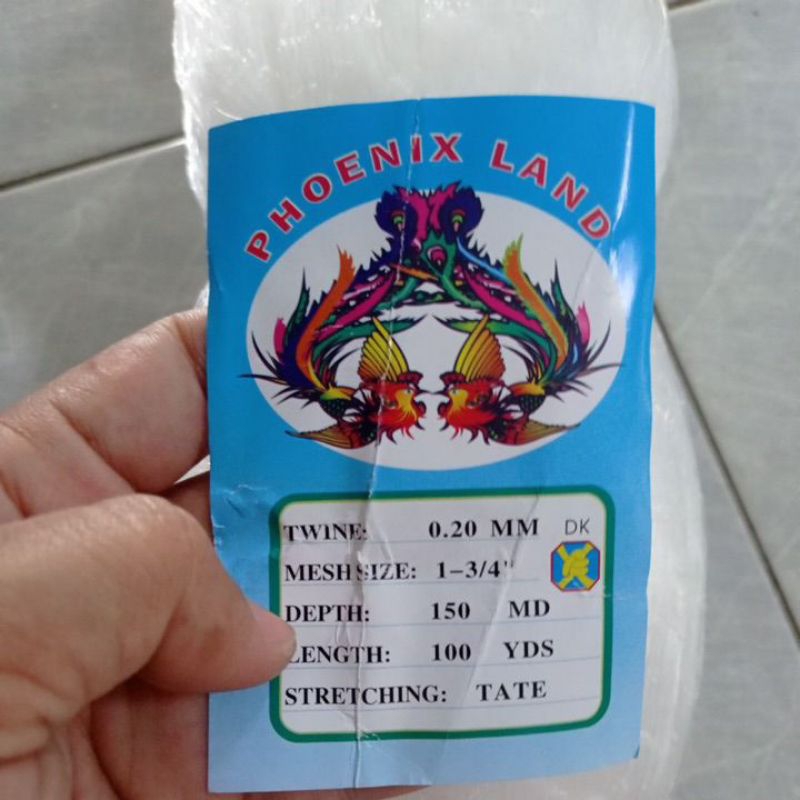 PHOENIX LAND
TWINE: 0.20 MM DK
MESH SIZE: 1-3/4"
DEPTH: 150 MD
LENGTH: 100 YDS
STRETCHING: TATE